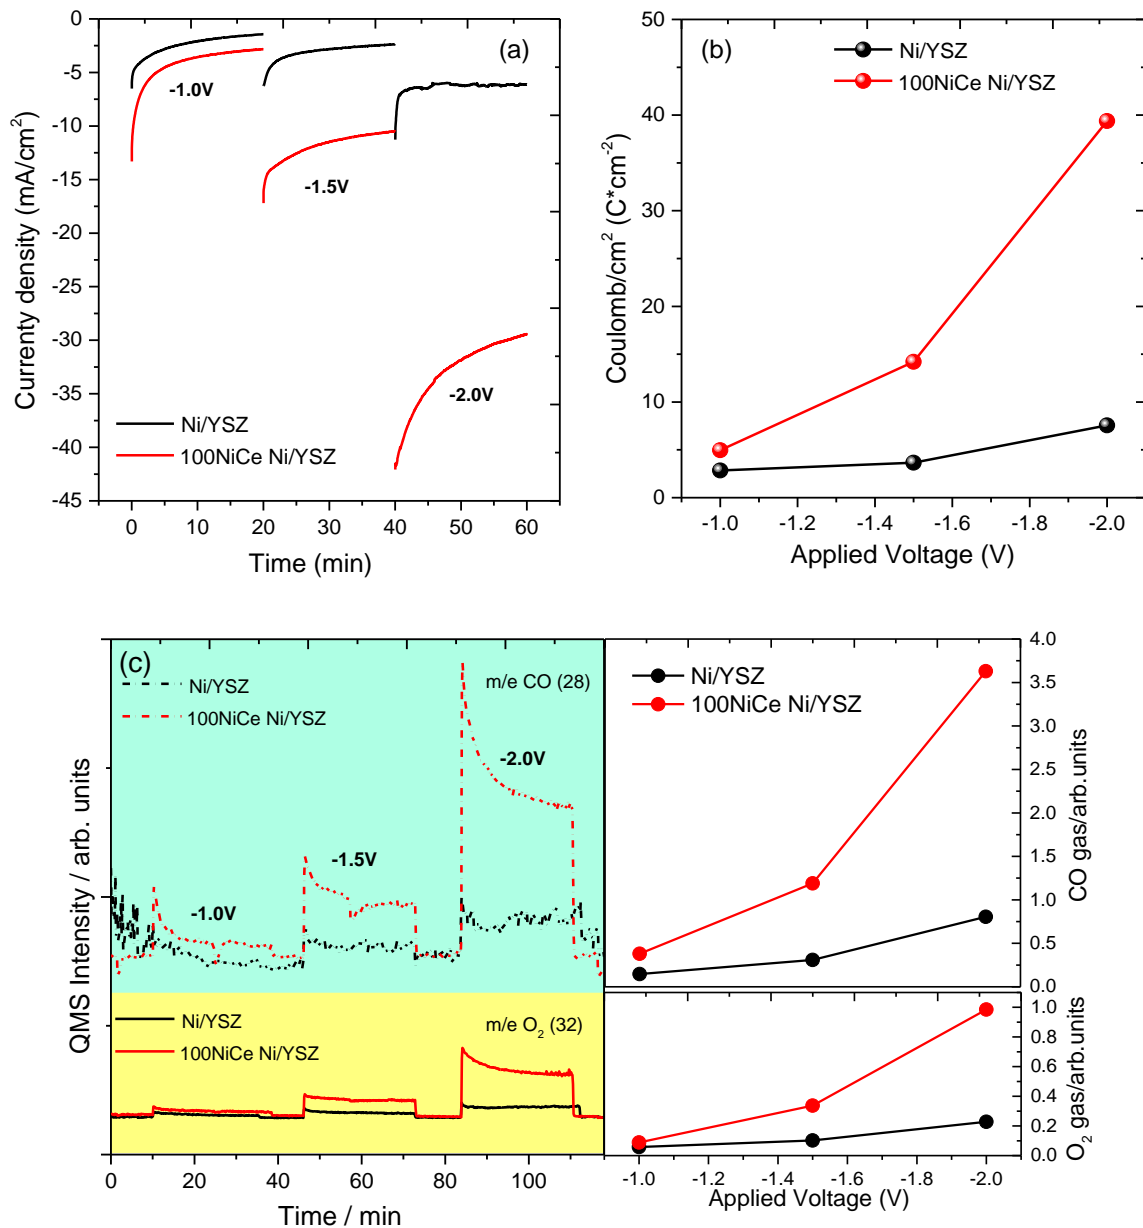 (a)
0
-5
-10
-15
-20
-25
-30
-35
-40
-45
Currenty density (mA/cm²)
-1.0V
-1.5V
-2.0V
Ni/YSZ
100NiCe Ni/YSZ
0 10 20 30 40 50 60
Time (min)
(b)
50
40
30
20
10
0
Coulomb/cm² (C*cm⁻²)
Ni/YSZ
100NiCe Ni/YSZ
-1.0 -1.2 -1.4 -1.6 -1.8 -2.0
Applied Voltage (V)
(c)
QMS Intensity / arb. units
Ni/YSZ
100NiCe Ni/YSZ
m/e CO (28)
-1.0V
-1.5V
-2.0V
Ni/YSZ
100NiCe Ni/YSZ
m/e O₂ (32)
0 20 40 60 80 100
Time / min
Ni/YSZ
100NiCe Ni/YSZ
4.0
3.5
3.0
2.5
2.0
1.5
1.0
0.5
0.0
CO gas/arb.units
1.0
0.8
0.6
0.4
0.2
0.0
O₂ gas/arb.units
-1.0 -1.2 -1.4 -1.6 -1.8 -2.0
Applied Voltage (V)